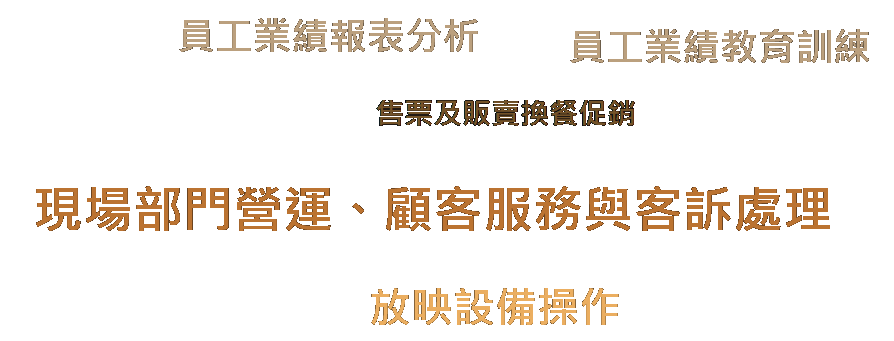 員工業績報表分析
員工業績教育訓練
售票及販賣換餐促銷
現場部門營運、顧客服務與客訴處理
放映設備操作